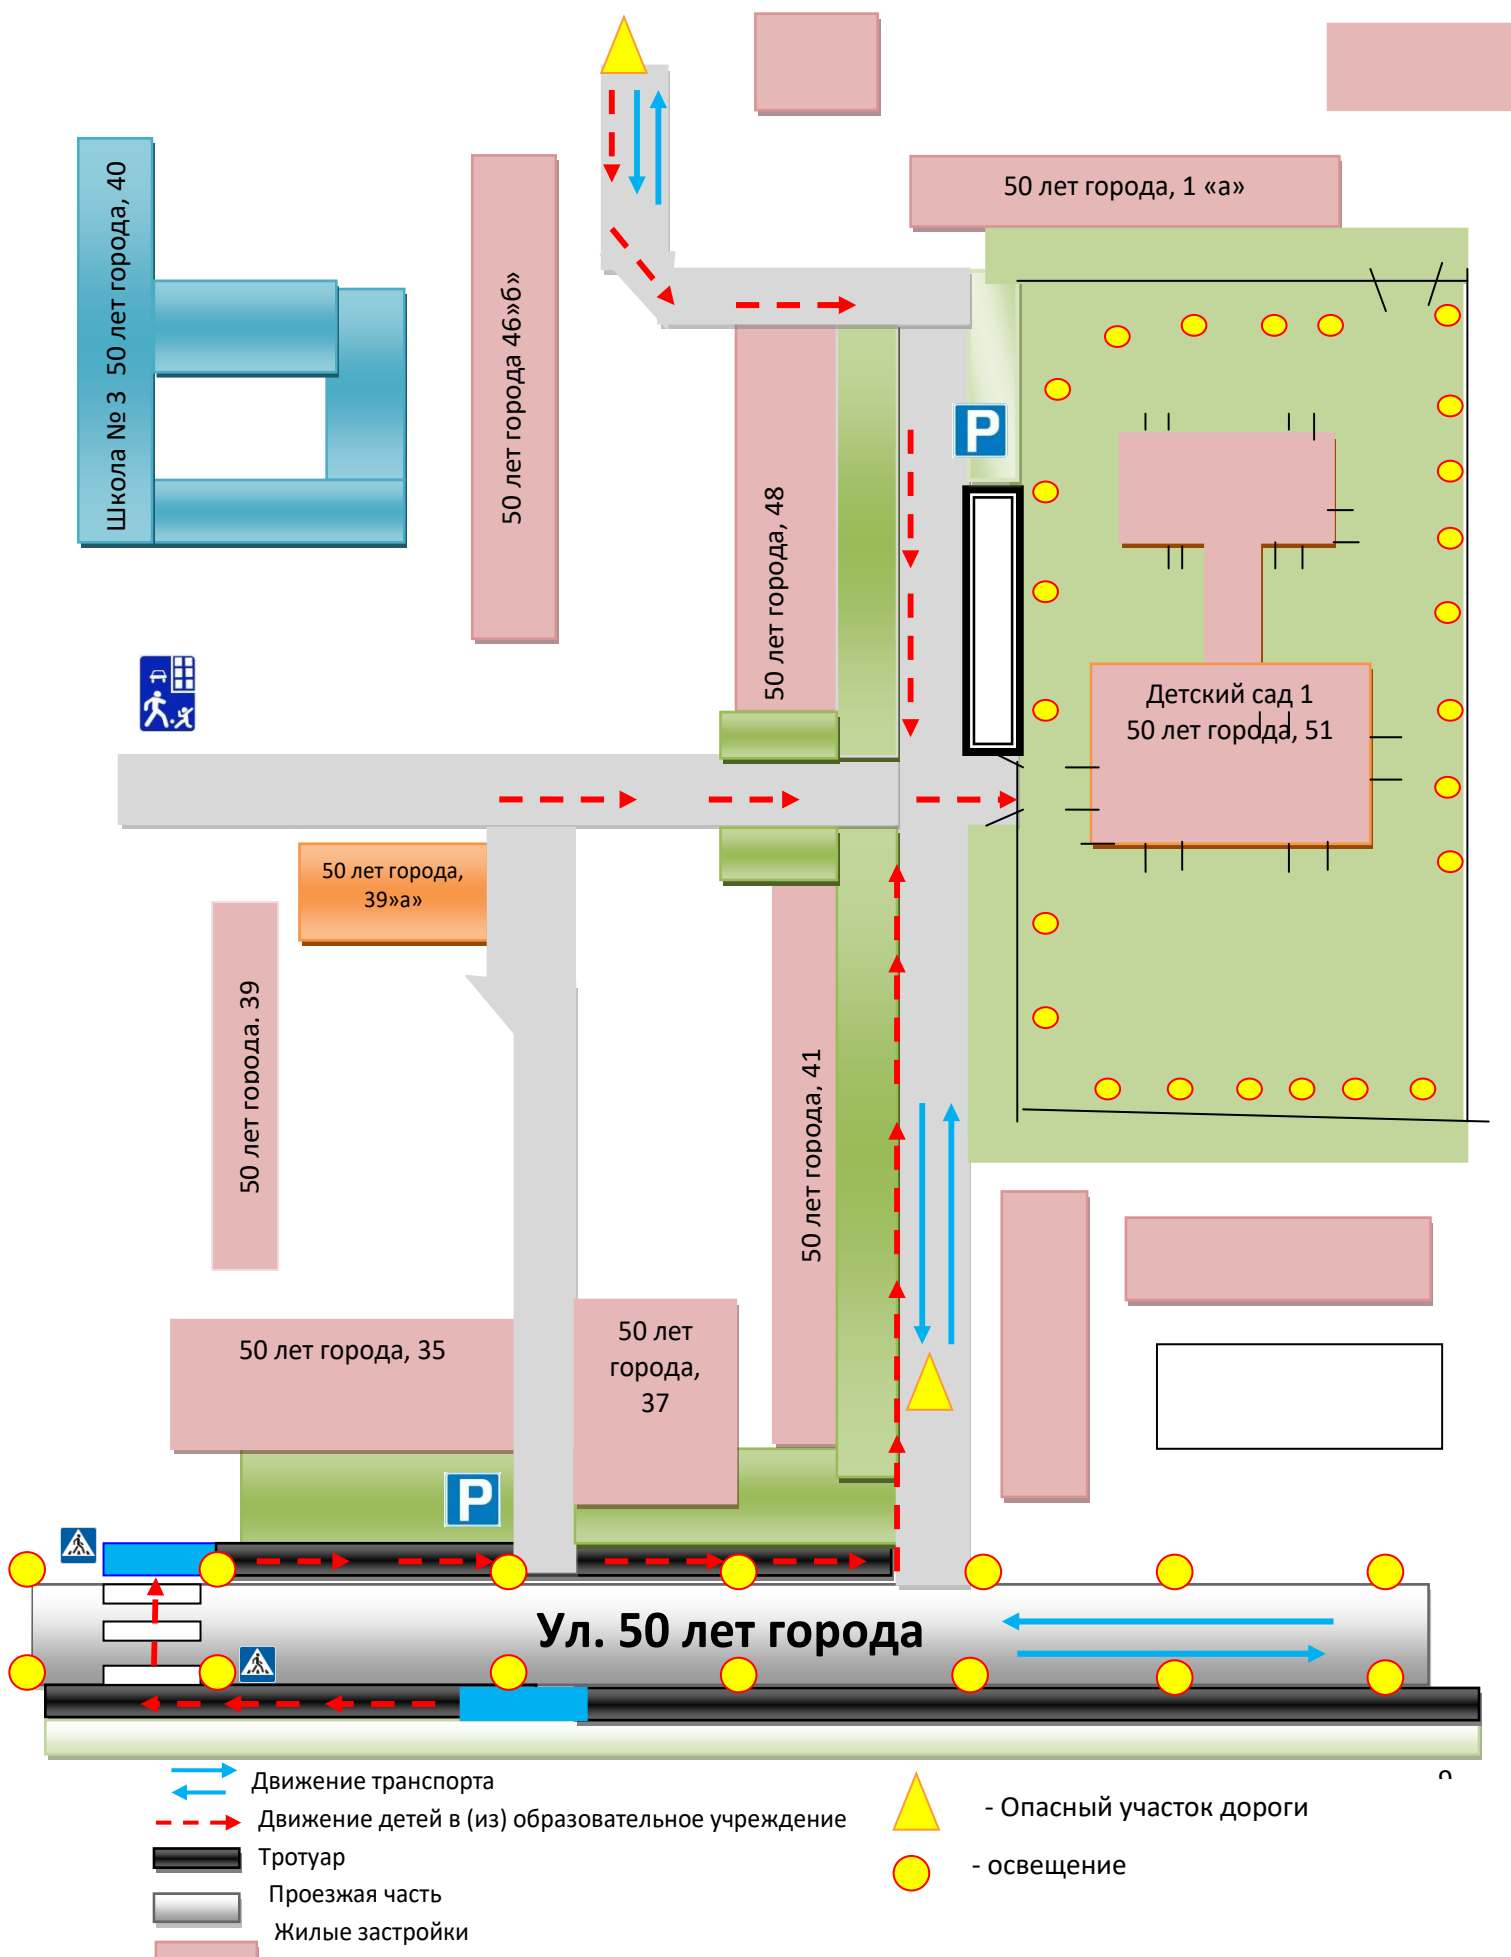 50 лет города, 1 «а»
Школа № 3 50 лет города, 40
50 лет города 46»б»
50 лет города, 48
P
Детский сад 1
50 лет города, 51
50 лет города,
39»а»
50 лет города. 39
50 лет города, 41
50 лет города, 35
50 лет
города,
37
P
Ул. 50 лет города
Движение транспорта
Движение детей в (из) образовательное учреждение
Тротуар
Проезжая часть
Жилые застройки
- Опасный участок дороги
- освещение